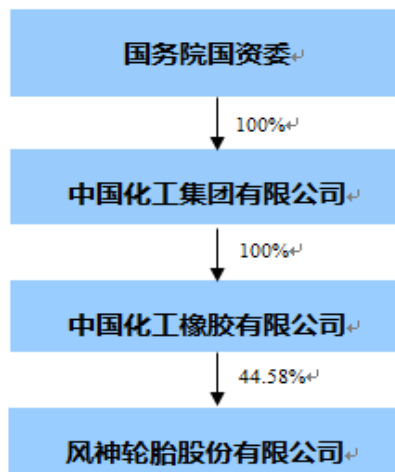 国务院国资委
100%
中国化工集团有限公司
100%
中国化工橡胶有限公司
44.58%
风神轮胎股份有限公司